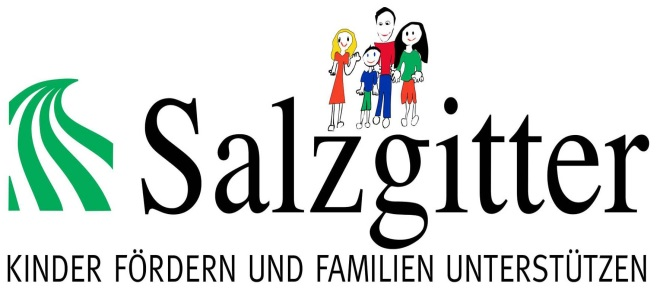 Salzgitter
KINDER FÖRDERN UND FAMILIEN UNTERSTÜTZEN